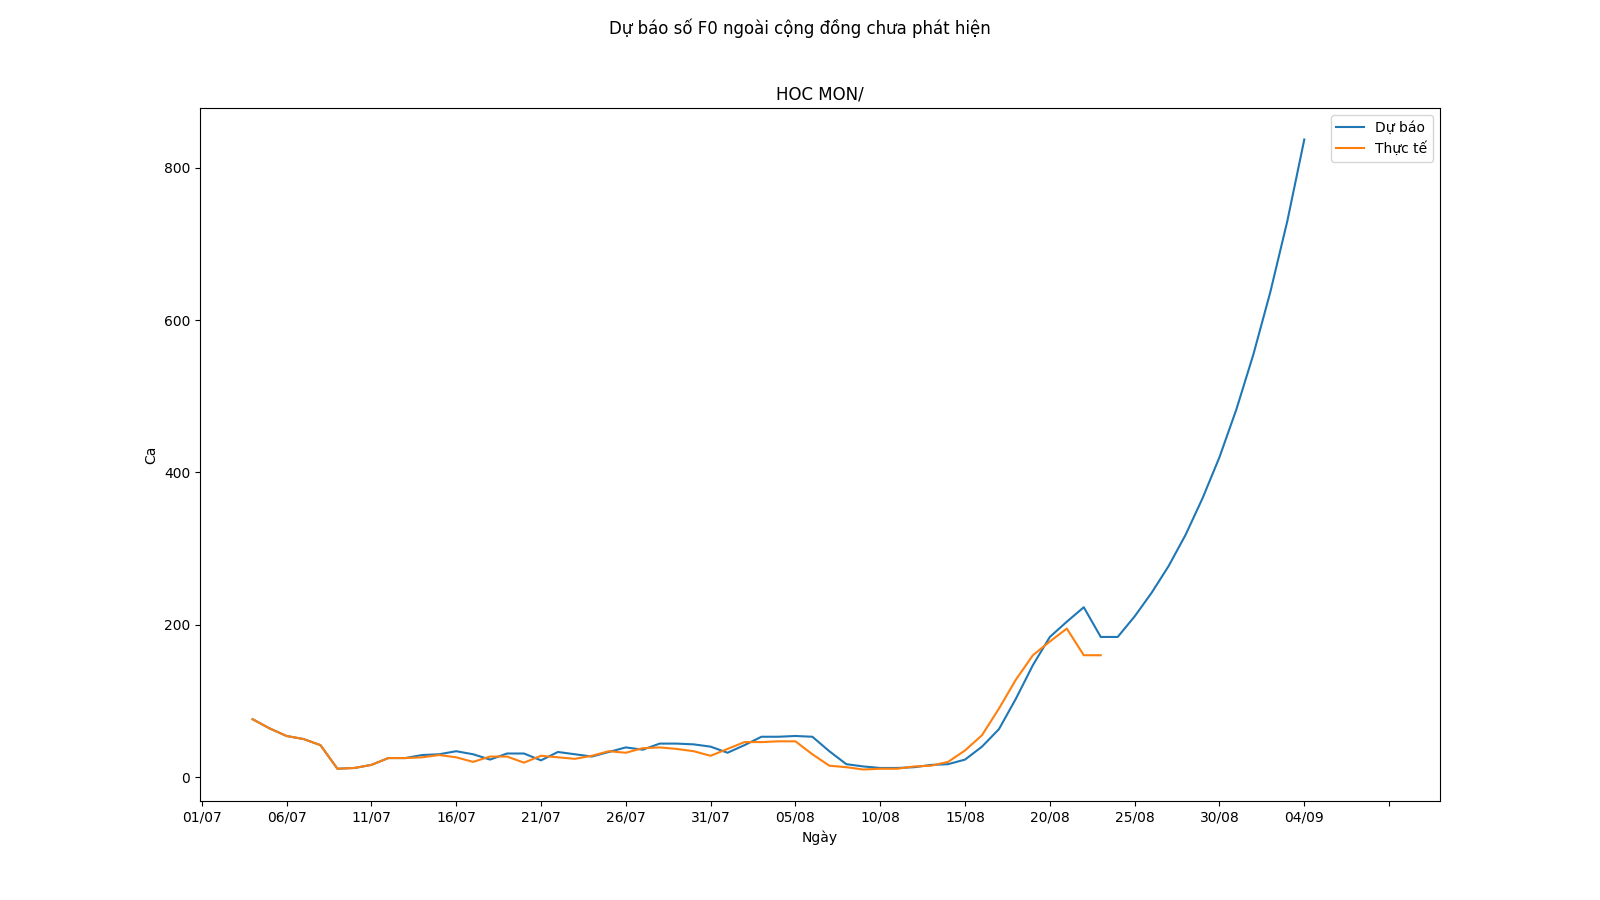 Dự báo số F0 ngoài cộng đồng chưa phát hiện
HOC MON/
Dự báo
Thực tế
800
600
400
200
0
Ca
01/07 06/07 11/07 16/07 21/07 26/07 31/07 05/08 10/08 15/08 20/08 25/08 30/08 04/09
Ngày